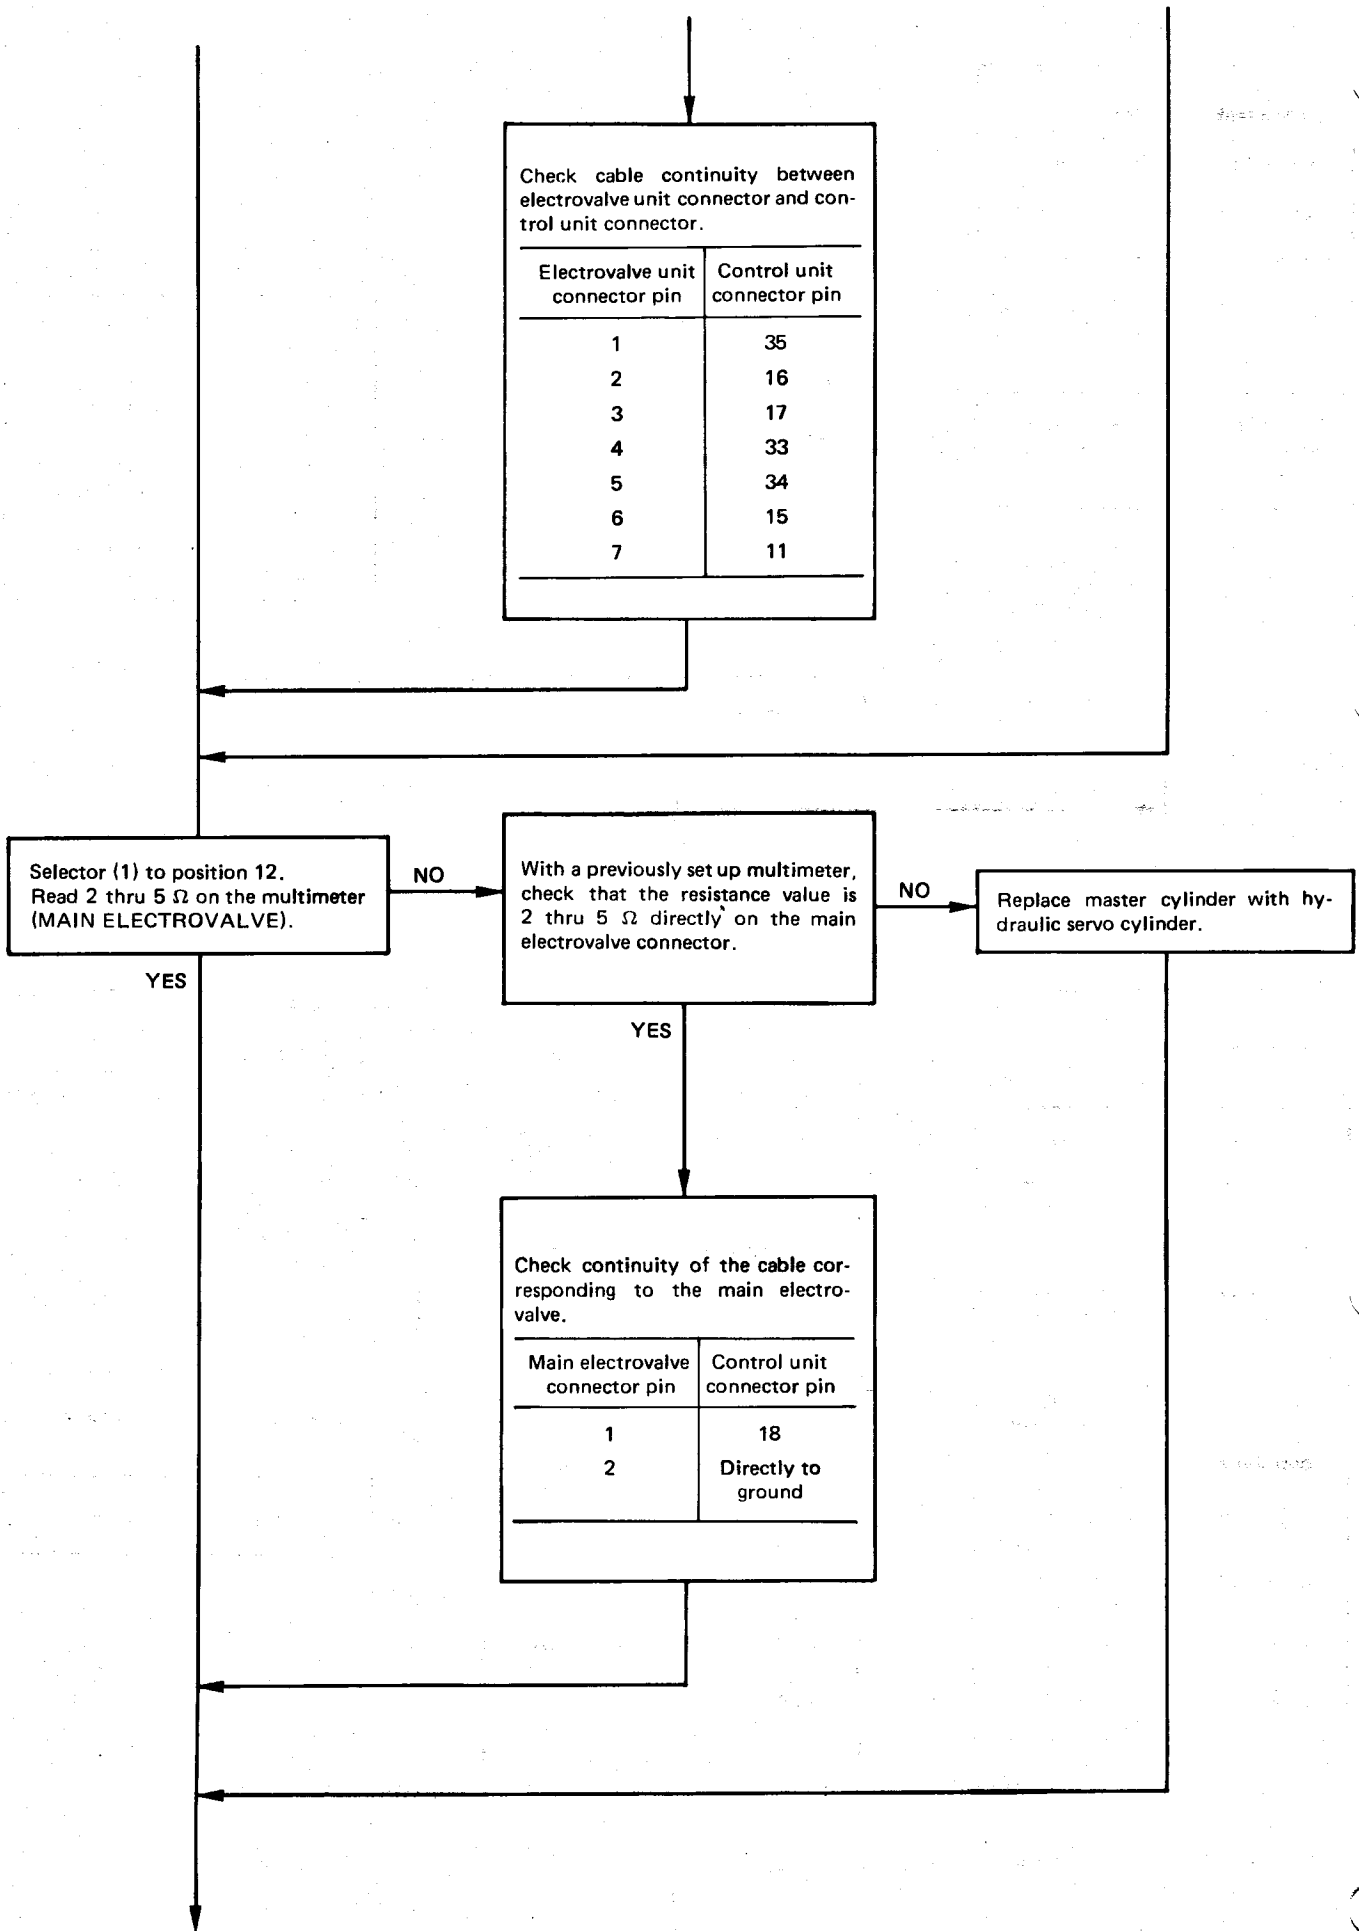 Check cable continuity between
electrovalve unit connector and con-
trol unit connector.
Electrovalve unit connector pin | Control unit connector pin
1 35
2 16
3 17
4 33
5 34
6 15
7 11
Selector (1) to position 12.
Read 2 thru 5 Ω on the multimeter
(MAIN ELECTROVALVE).
NO
With a previously set up multimeter,
check that the resistance value is
2 thru 5 Ω directly on the main
electrovalve connector.
NO
Replace master cylinder with hy-
draulic servo cylinder.
YES
YES
Check continuity of the cable cor-
responding to the main electro-
valve.
Main electrovalve connector pin | Control unit connector pin
1 18
2 Directly to
ground